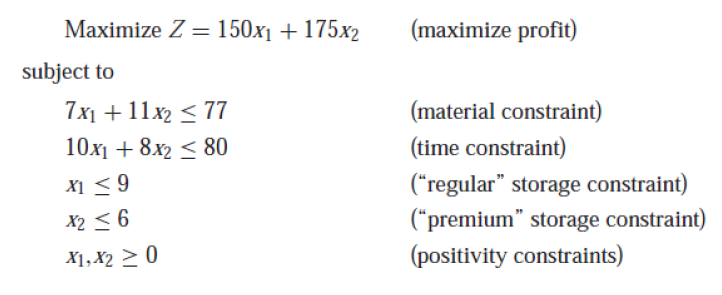 Maximize Z = 150x₁ + 175x₂ (maximize profit)
subject to
7x₁ + 11x₂ ≤ 77 (material constraint)
10x₁ + 8x₂ ≤ 80 (time constraint)
x₁ ≤ 9 (“regular” storage constraint)
x₂ ≤ 6 (“premium” storage constraint)
x₁, x₂ ≥ 0 (positivity constraints)